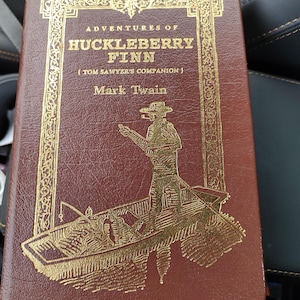 ADVENTURES OF
HUCKLEBERRY
FINN
[ TOM SAWYER'S COMPANION ]
Mark Twain